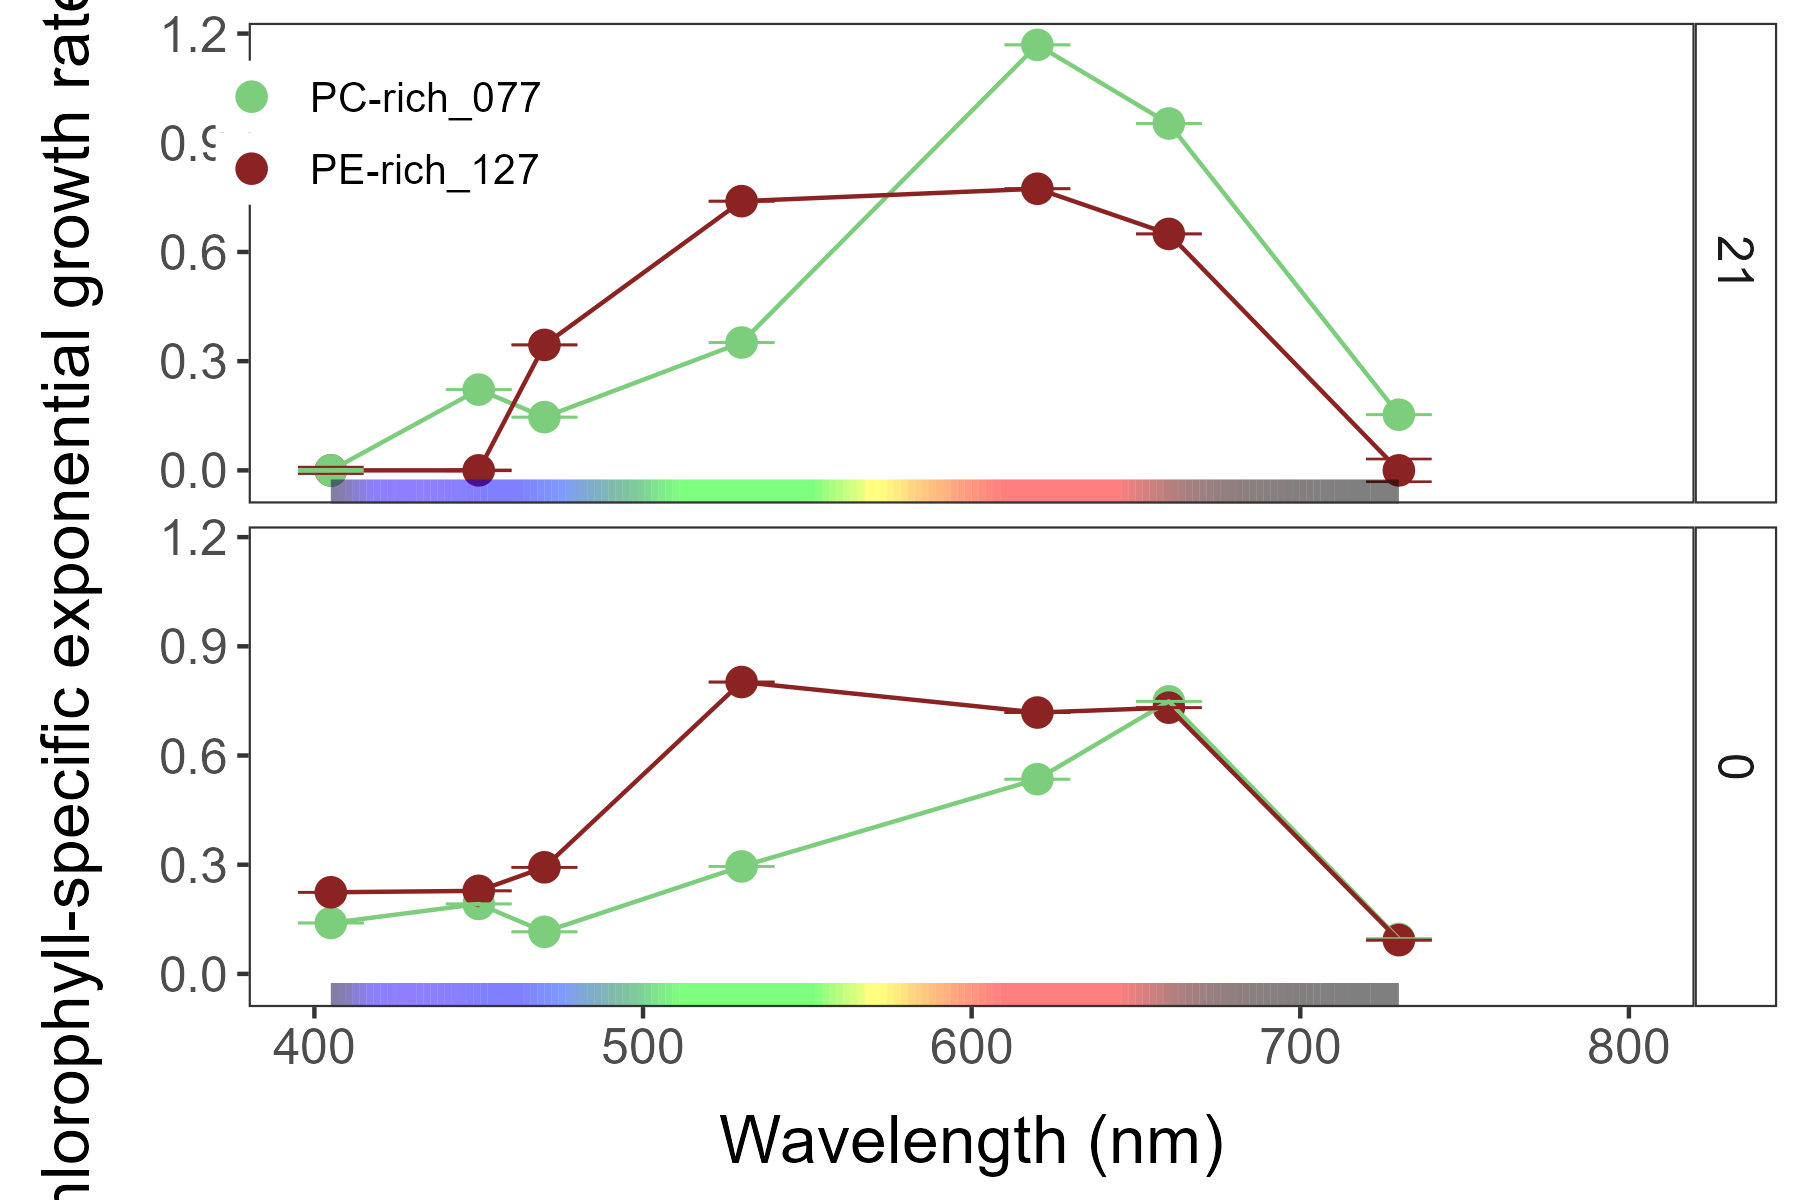 hlorophyll-specific exponential growth rate
1.2
0.9
0.6
0.3
0.0
PC-rich_077
PE-rich_127
21
1.2
0.9
0.6
0.3
0.0
0
400 500 600 700 800
Wavelength (nm)